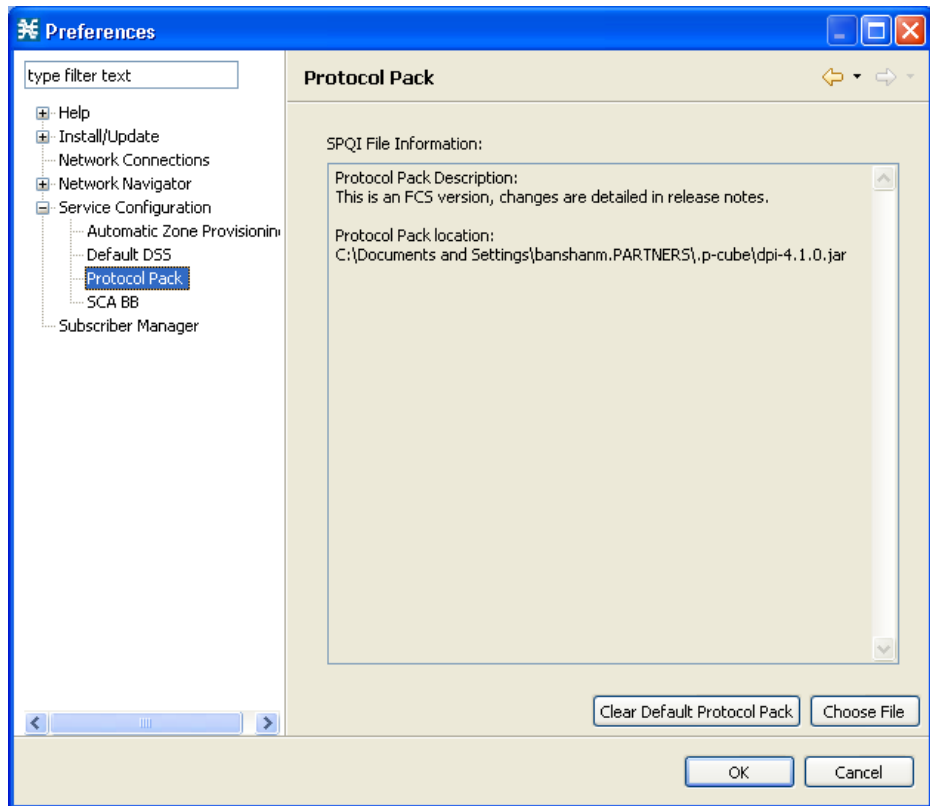 Preferences
type filter text
Help
Install/Update
Network Connections
Network Navigator
Service Configuration
Automatic Zone Provisionin
Default DSS
Protocol Pack
SCA BB
Subscriber Manager
Protocol Pack
SPQI File Information:
Protocol Pack Description:
This is an FCS version, changes are detailed in release notes.
Protocol Pack location:
C:\Documents and Settings\banshanm.PARTNERS\.p-cube\dpi-4.1.0.jar
Clear Default Protocol Pack
Choose File
OK
Cancel